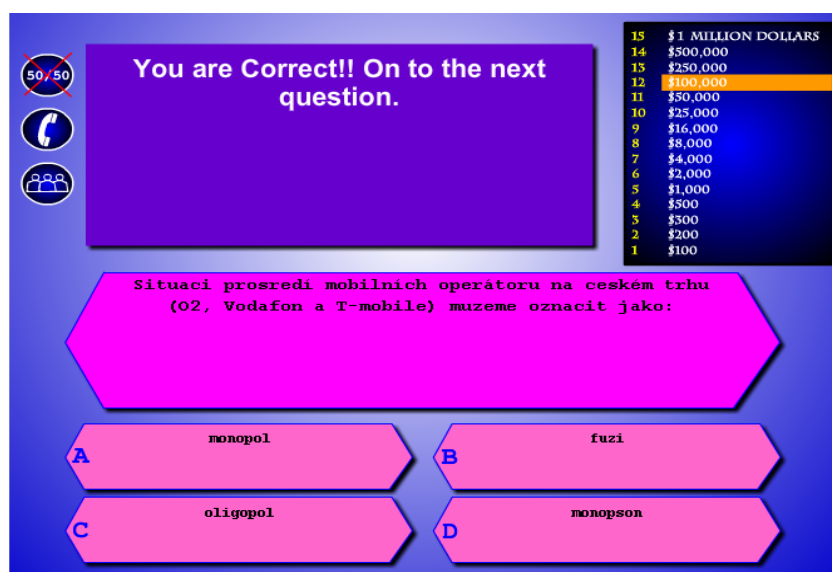 50/50
You are Correct!! On to the next
question.
15 $1 MILLION DOLLARS
14 $500,000
13 $250,000
12 $100,000
11 $50,000
10 $25,000
9 $16,000
8 $8,000
7 $4,000
6 $2,000
5 $1,000
4 $500
3 $300
2 $200
1 $100
Situaci prosredí mobilních operátoru na ceském trhu
(O2, Vodafon a T-mobile) muzeme oznacit jako:
A monopol
B fuzi
C oligopol
D monopson